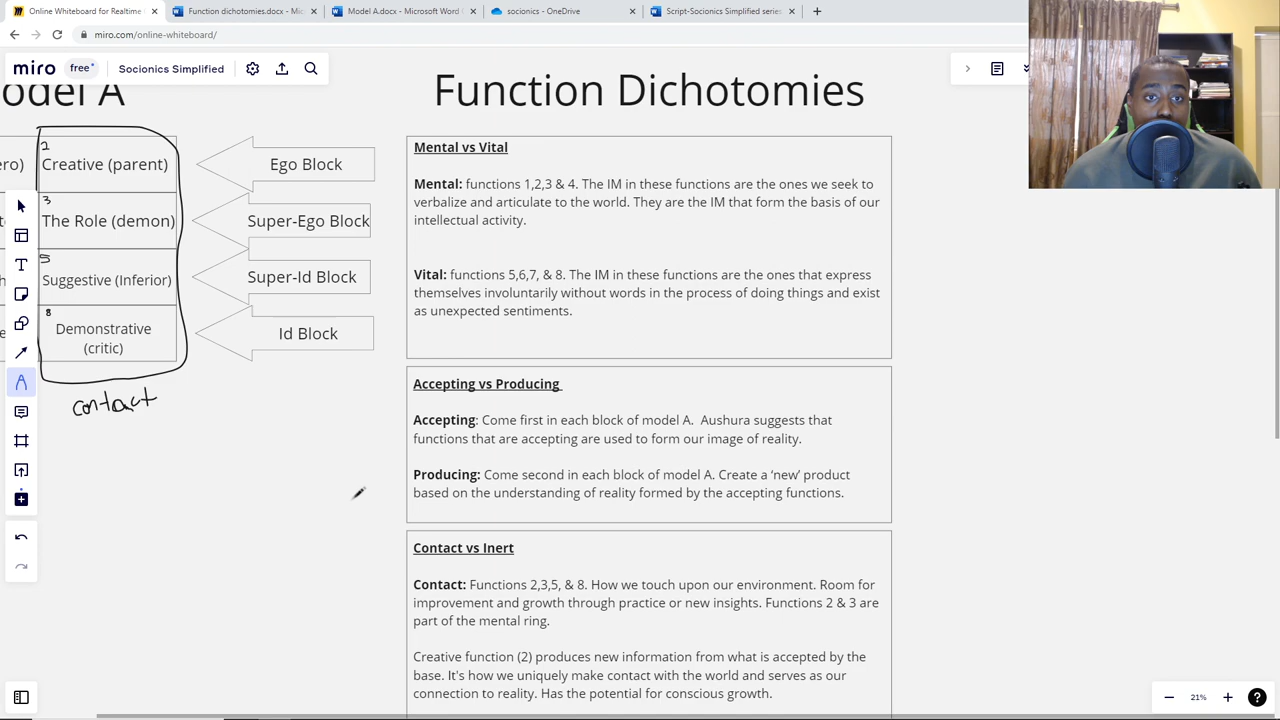 Online Whiteboard for Realtime
Function dichotomies.docx - Mic
Model A.docx - Microsoft Word
socionics - OneDrive
Script-Socionics Simplified series
miro.com/online-whiteboard/
miro
free
Socionics Simplified
odel A
Function Dichotomies
ero)
2
Creative (parent)
Ego Block
3
The Role (demon)
Super-Ego Block
5
Suggestive (Inferior)
Super-Id Block
8
Demonstrative
(critic)
Id Block
contact
Mental vs Vital
Mental: functions 1,2,3 & 4. The IM in these functions are the ones we seek to
verbalize and articulate to the world. They are the IM that form the basis of our
intellectual activity.
Vital: functions 5,6,7, & 8. The IM in these functions are the ones that express
themselves involuntarily without words in the process of doing things and exist
as unexpected sentiments.
Accepting vs Producing
Accepting: Come first in each block of model A. Aushura suggests that
functions that are accepting are used to form our image of reality.
Producing: Come second in each block of model A. Create a ‘new’ product
based on the understanding of reality formed by the accepting functions.
Contact vs Inert
Contact: Functions 2,3,5, & 8. How we touch upon our environment. Room for
improvement and growth through practice or new insights. Functions 2 & 3 are
part of the mental ring.
Creative function (2) produces new information from what is accepted by the
base. It's how we uniquely make contact with the world and serves as our
connection to reality. Has the potential for conscious growth.
21%